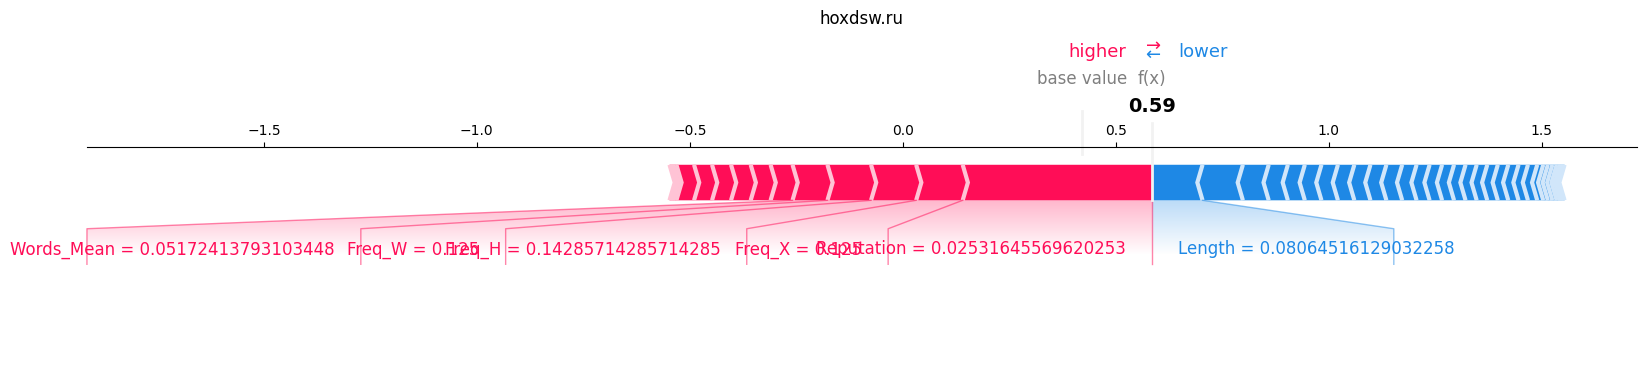 hoxdsw.ru
higher → ← lower
base value f(x)
0.59
−1.5 −1.0 −0.5 0.0 0.5 1.0 1.5
Words_Mean = 0.05172413793103448 Freq_W = 0.125 Freq_H = 0.14285714285714285 Freq_X = 0.125 Reputation = 0.02531645569620253 Length = 0.08064516129032258